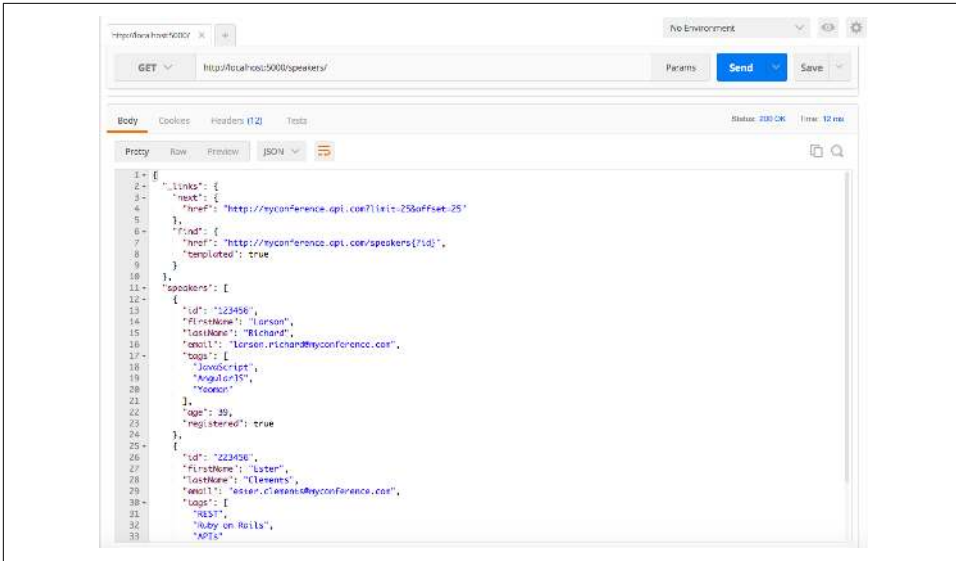 http://localhost:5000/ × +
No Environment
GET http://localhost:5000/speakers/ Params Send Save
Body Cookies Headers (12) Tests Status: 200 OK Time: 12 ms
Pretty Raw Preview JSON
1 {
2 "_links": {
3 "next": {
4 "href": "http://myconference.api.com?limit=25&offset=25"
5 },
6 "find": {
7 "href": "http://myconference.api.com/speakers{?id}",
8 "templated": true
9 }
10 },
11 "speakers": [
12 {
13 "id": "123456",
14 "firstName": "Larson",
15 "lastName": "Richard",
16 "email": "larson.richard@myconference.com",
17 "tags": [
18 "JavaScript",
19 "AngularJS",
20 "Yeoman"
21 ],
22 "age": 39,
23 "registered": true
24 },
25 {
26 "id": "223456",
27 "firstName": "Ester",
28 "lastName": "Clements",
29 "email": "ester.clements@myconference.com",
30 "tags": [
31 "REST",
32 "Ruby on Rails",
33 "APIs"